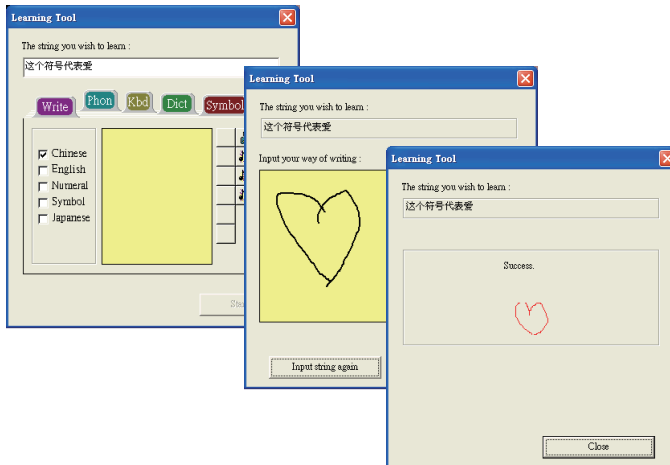 Learning Tool
The string you wish to learn :
这个符号代表爱
Write
Phon
Kbd
Dict
Symbol
Chinese
English
Numeral
Symbol
Japanese
Learning Tool
The string you wish to learn :
这个符号代表爱
Input your way of writing :
Input string again
Learning Tool
The string you wish to learn :
这个符号代表爱
Success.
Close